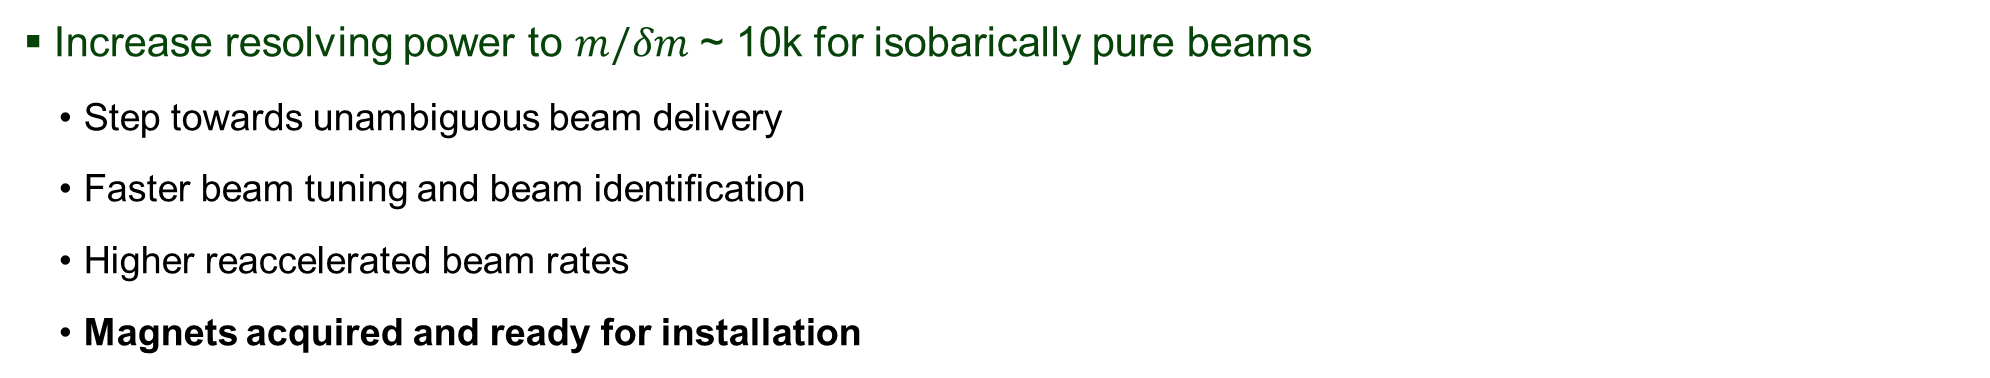 ▪ Increase resolving power to 𝑚/𝛿𝑚 ~ 10k for isobarically pure beams
• Step towards unambiguous beam delivery
• Faster beam tuning and beam identification
• Higher reaccelerated beam rates
• Magnets acquired and ready for installation